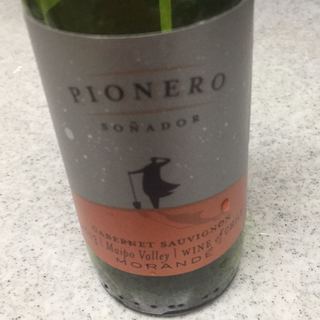 PIONERO
SOÑADOR
CABERNET SAUVIGNON
Maipo Valley | WINE of CHILE
MORANDÉ